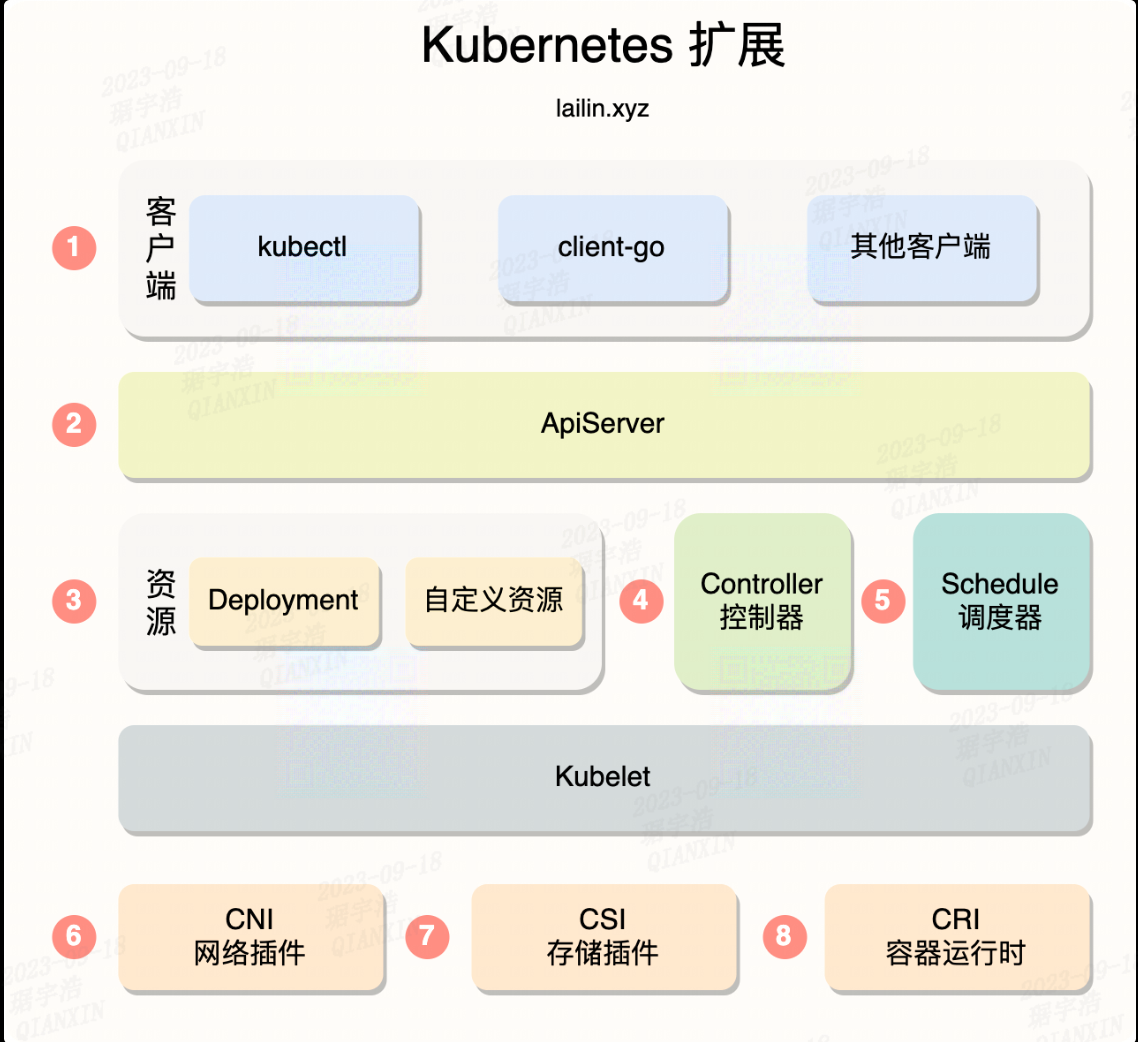 Kubernetes 扩展
lailin.xyz
1
客户端
kubectl
client-go
其他客户端
2
ApiServer
3
资源
Deployment
自定义资源
4
Controller
控制器
5
Schedule
调度器
Kubelet
6
CNI
网络插件
7
CSI
存储插件
8
CRI
容器运行时
2023-09-18
QIANXIN